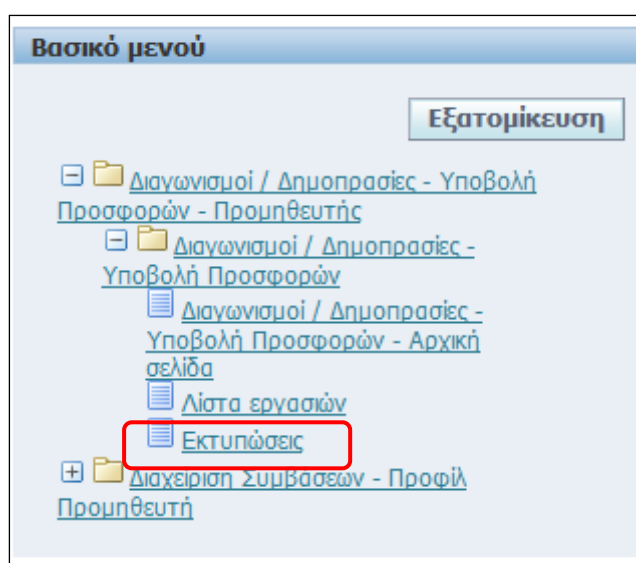 Βασικό μενού
Εξατομίκευση
Διαγωνισμοί / Δημοπρασίες - Υποβολή
Προσφορών - Προμηθευτής
Διαγωνισμοί / Δημοπρασίες -
Υποβολή Προσφορών
Διαγωνισμοί / Δημοπρασίες -
Υποβολή Προσφορών - Αρχική
σελίδα
Λίστα εργασιών
Εκτυπώσεις
Διαχείριση Συμβάσεων - Προφίλ
Προμηθευτή